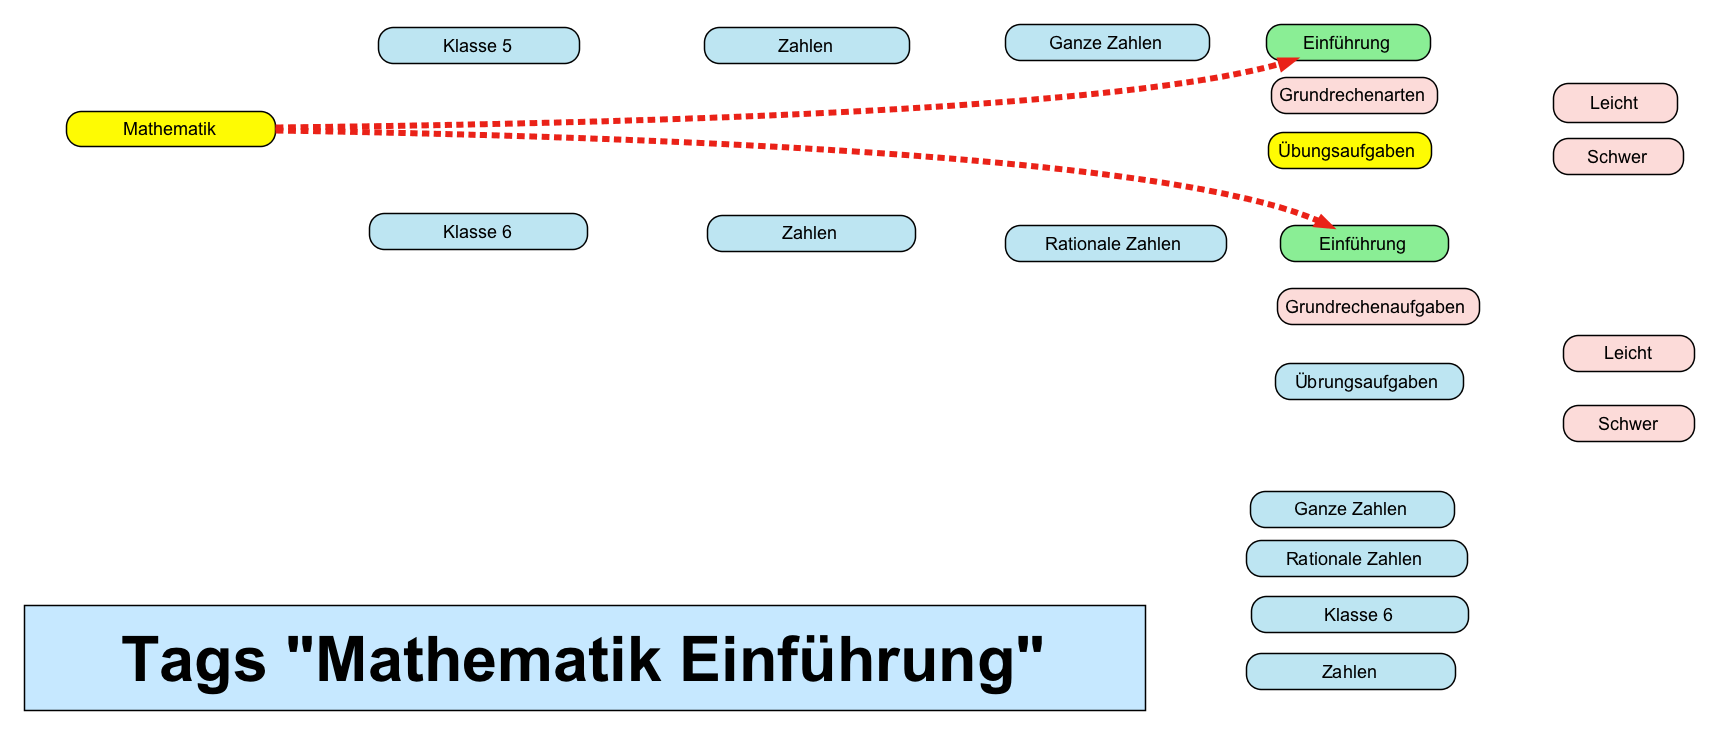 Klasse 5
Zahlen
Ganze Zahlen
Einführung
Grundrechenarten
Leicht
Mathematik
Übungsaufgaben
Schwer
Klasse 6
Zahlen
Rationale Zahlen
Einführung
Grundrechenaufgaben
Leicht
Übrungsaufgaben
Schwer
Ganze Zahlen
Rationale Zahlen
Klasse 6
Zahlen
Tags "Mathematik Einführung"